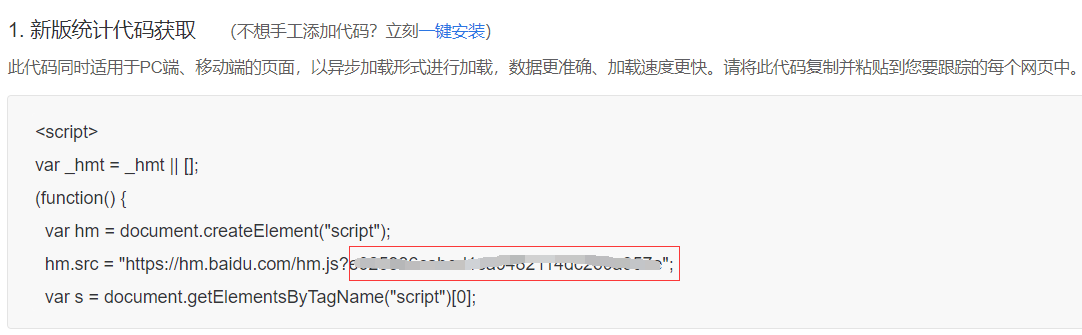 1. 新版统计代码获取 （不想手工添加代码？立刻一键安装）
此代码同时适用于PC端、移动端的页面，以异步加载形式进行加载，数据更准确、加载速度更快。请将此代码复制并粘贴到您要跟踪的每个网页中。
<script>
var _hmt = _hmt || [];
(function() {
var hm = document.createElement("script");
hm.src = "https://hm.baidu.com/hm.js?";
var s = document.getElementsByTagName("script")[0];